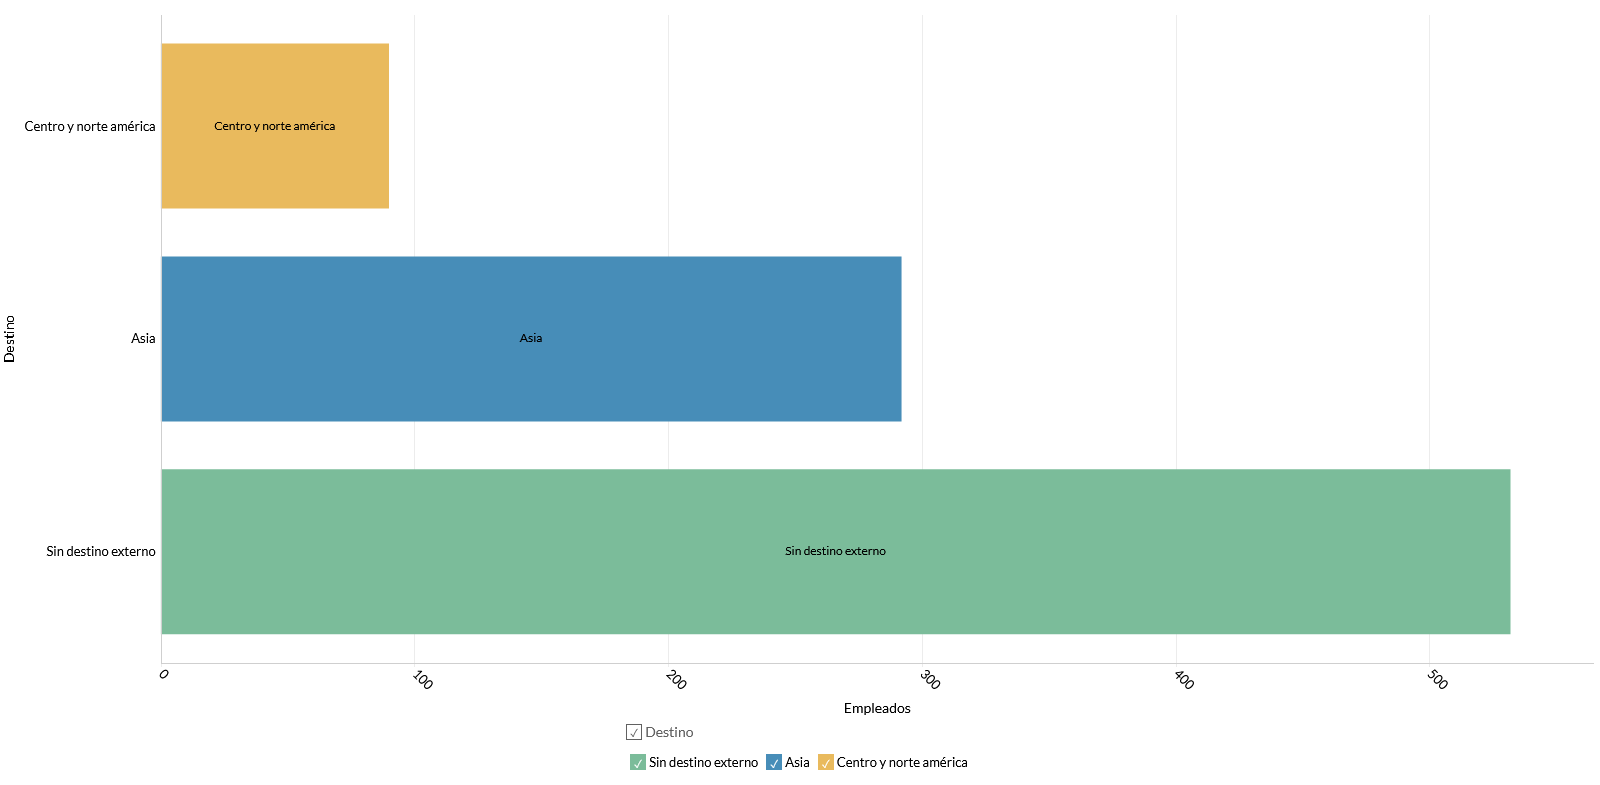 Centro y norte américa
Centro y norte américa
Destino
Asia
Asia
Sin destino externo
Sin destino externo
0
100
200
300
400
500
Empleados
Destino
Sin destino externo Asia Centro y norte américa